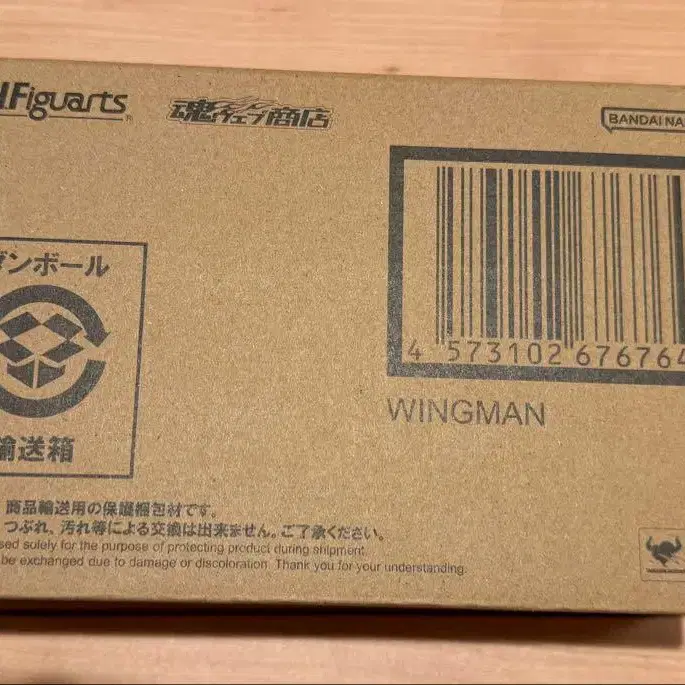 Figuarts
魂ウェブ商店
BANDAI NA
4 573102 676764
WINGMAN
ダンボール
輸送箱
商品輸送用の保護梱包材です。
つぶれ、汚れ等による交換は出来ません。ご了承ください。
sed solely for the purpose of protecting product during shipment
be exchanged due to damage or discoloration. Thank you for your understanding.